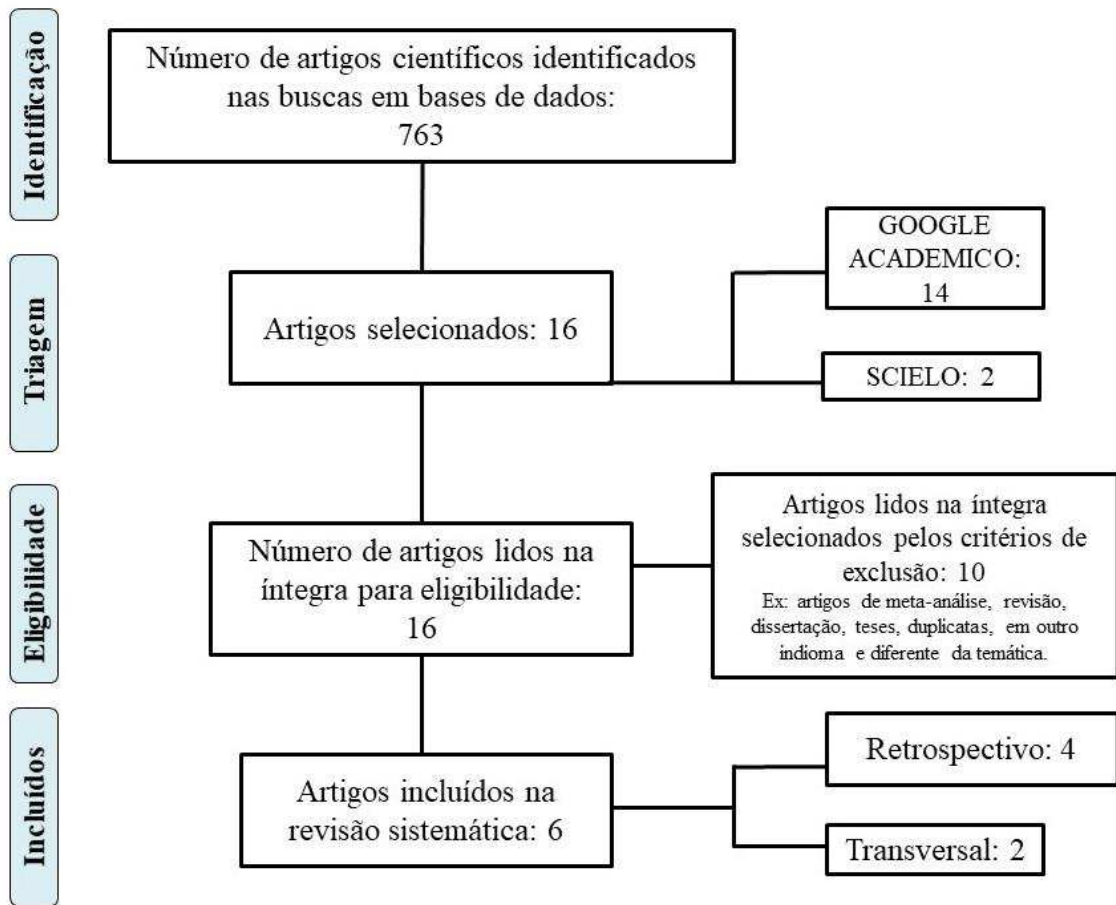 Identificação
Número de artigos científicos identificados
nas buscas em bases de dados:
763
Triagem
Artigos selecionados: 16
GOOGLE
ACADEMICO:
14
SCIELO: 2
Eligibilidade
Número de artigos lidos na
íntegra para eligibilidade:
16
Artigos lidos na íntegra
selecionados pelos critérios de
exclusão: 10
Ex: artigos de meta-análise, revisão,
dissertação, teses, duplicatas, em outro
indioma e diferente da temática.
Incluídos
Artigos incluídos na
revisão sistemática: 6
Retrospectivo: 4
Transversal: 2